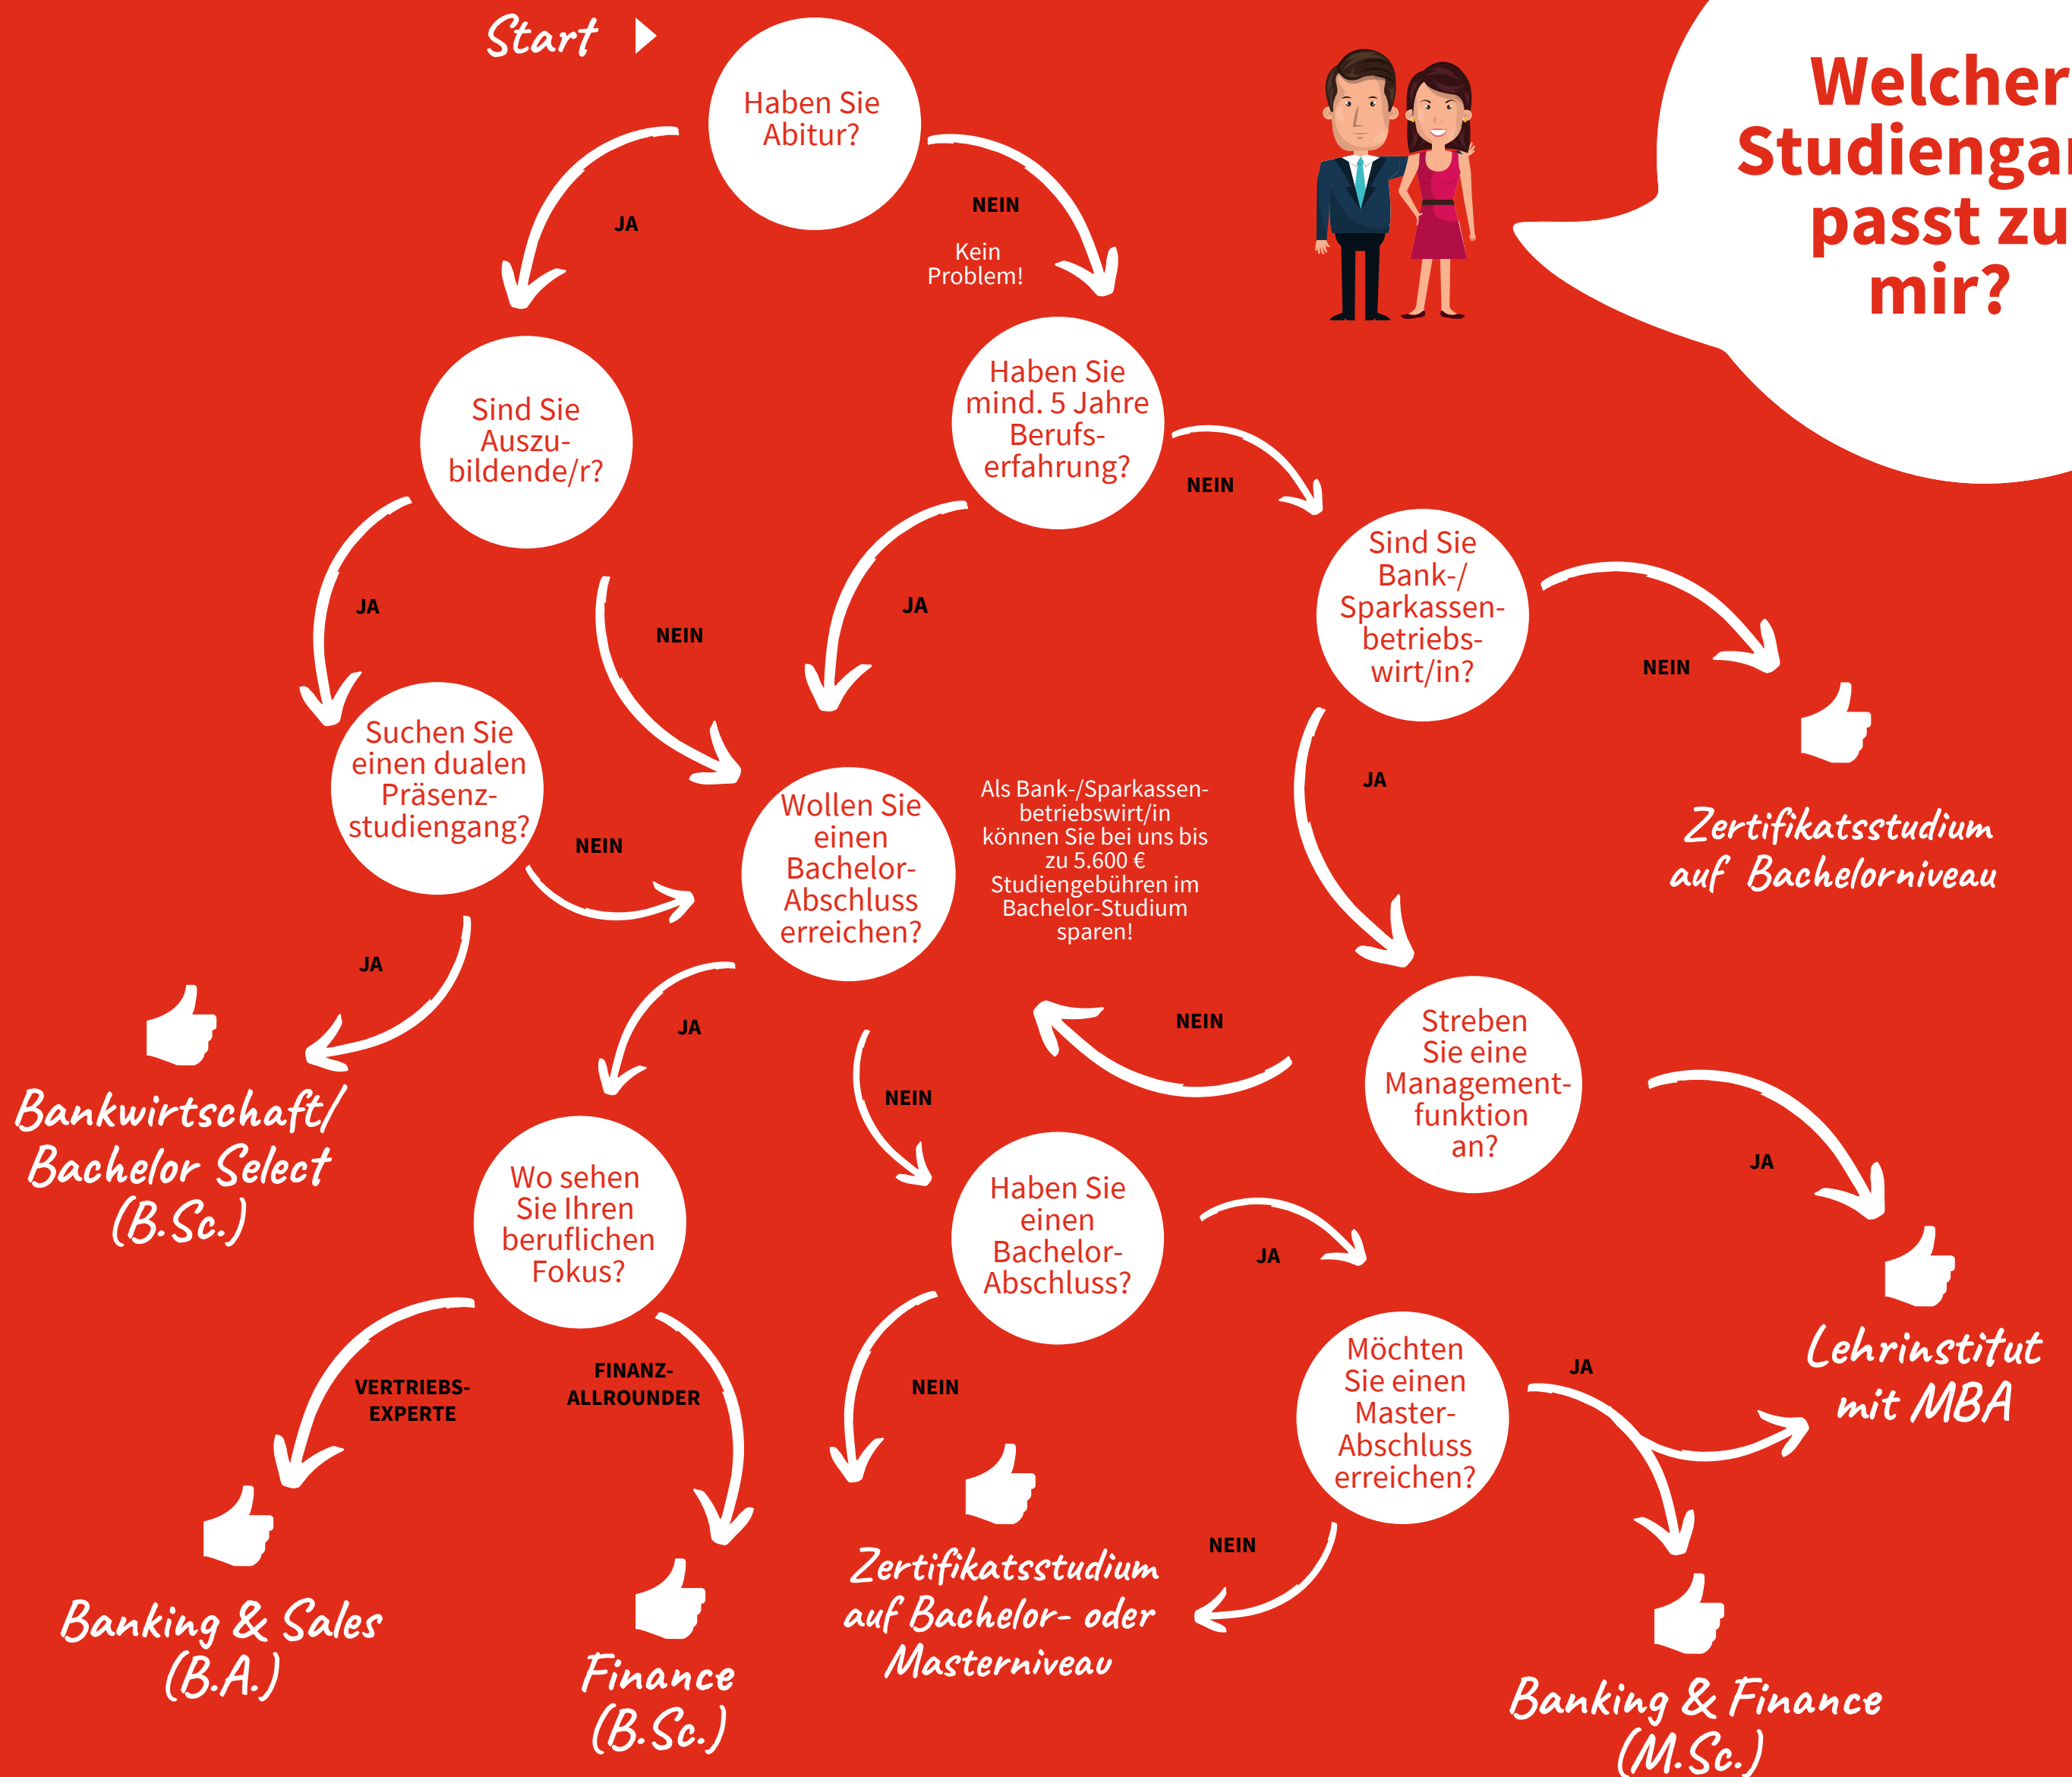 Start
Haben Sie
Abitur?
Welcher
passt zu
mir?
JA
NEIN
Kein
Problem!
Sind Sie
Auszu-
bildende/r?
Haben Sie
mind. 5 Jahre
Berufs-
erfahrung?
NEIN
Sind Sie
Bank-/
Sparkassen-
betriebs-
wirt/in?
JA
NEIN
JA
NEIN
Suchen Sie
einen dualen
Präsenz-
studiengang?
NEIN
Wollen Sie
einen
Bachelor-
Abschluss
erreichen?
Als Bank-/Sparkassen-
betriebswirt/in
können Sie bei uns bis
zu 5.600 €
Studiengebühren im
Bachelor-Studium
sparen!
JA
Zertifikatsstudium
auf Bachelorniveau
JA
Bankwirtschaft/
Bachelor Select
(B.Sc.)
JA
NEIN
NEIN
Streben
Sie eine
Management-
funktion
an?
JA
Wo sehen
Sie Ihren
beruflichen
Fokus?
Haben Sie
einen
Bachelor-
Abschluss?
JA
Lehrinstitut
mit MBA
VERTRIEBS-
EXPERTE
FINANZ-
ALLROUNDER
NEIN
Möchten
Sie einen
Master-
Abschluss
erreichen?
JA
NEIN
Banking & Sales
(B.A.)
Finance
(B.Sc.)
Zertifikatsstudium
auf Bachelor- oder
Masterniveau
Banking & Finance
(M.Sc.)